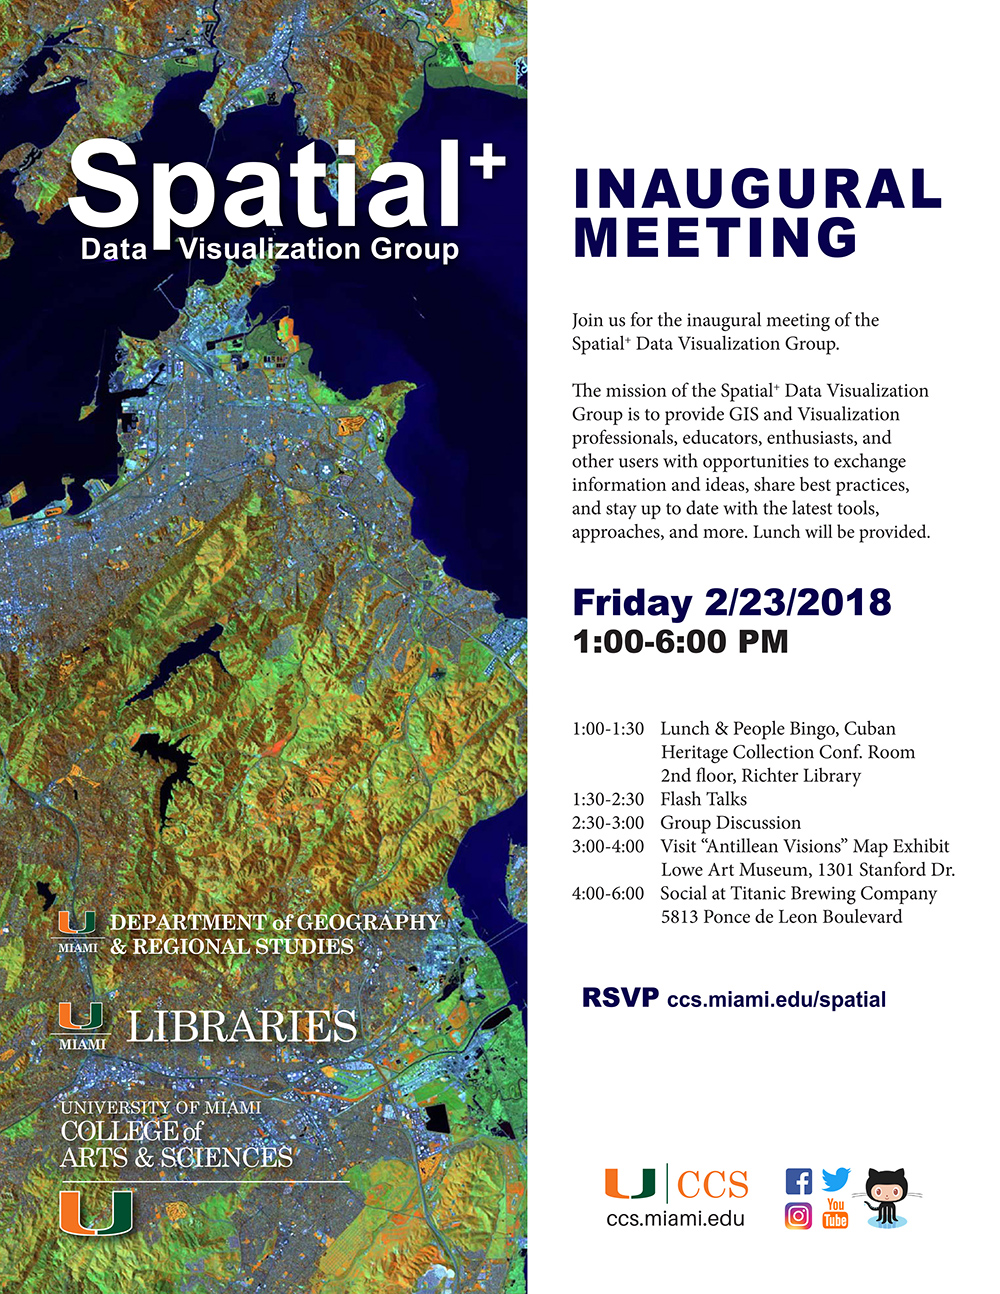 Spatial+
Data Visualization Group
INAUGURAL
MEETING
Join us for the inaugural meeting of the
Spatial+ Data Visualization Group.
The mission of the Spatial+ Data Visualization
Group is to provide GIS and Visualization
professionals, educators, enthusiasts, and
other users with opportunities to exchange
information and ideas, share best practices,
and stay up to date with the latest tools,
approaches, and more. Lunch will be provided.
Friday 2/23/2018
1:00-6:00 PM
1:00-1:30 Lunch & People Bingo, Cuban
Heritage Collection Conf. Room
2nd floor, Richter Library
1:30-2:30 Flash Talks
2:30-3:00 Group Discussion
3:00-4:00 Visit “Antillean Visions” Map Exhibit
Lowe Art Museum, 1301 Stanford Dr.
4:00-6:00 Social at Titanic Brewing Company
5813 Ponce de Leon Boulevard
RSVP ccs.miami.edu/spatial
U MIAMI
DEPARTMENT of GEOGRAPHY
& REGIONAL STUDIES
U MIAMI
LIBRARIES
UNIVERSITY OF MIAMI
COLLEGE of
ARTS & SCIENCES
U
U CCS
ccs.miami.edu
You
Tube